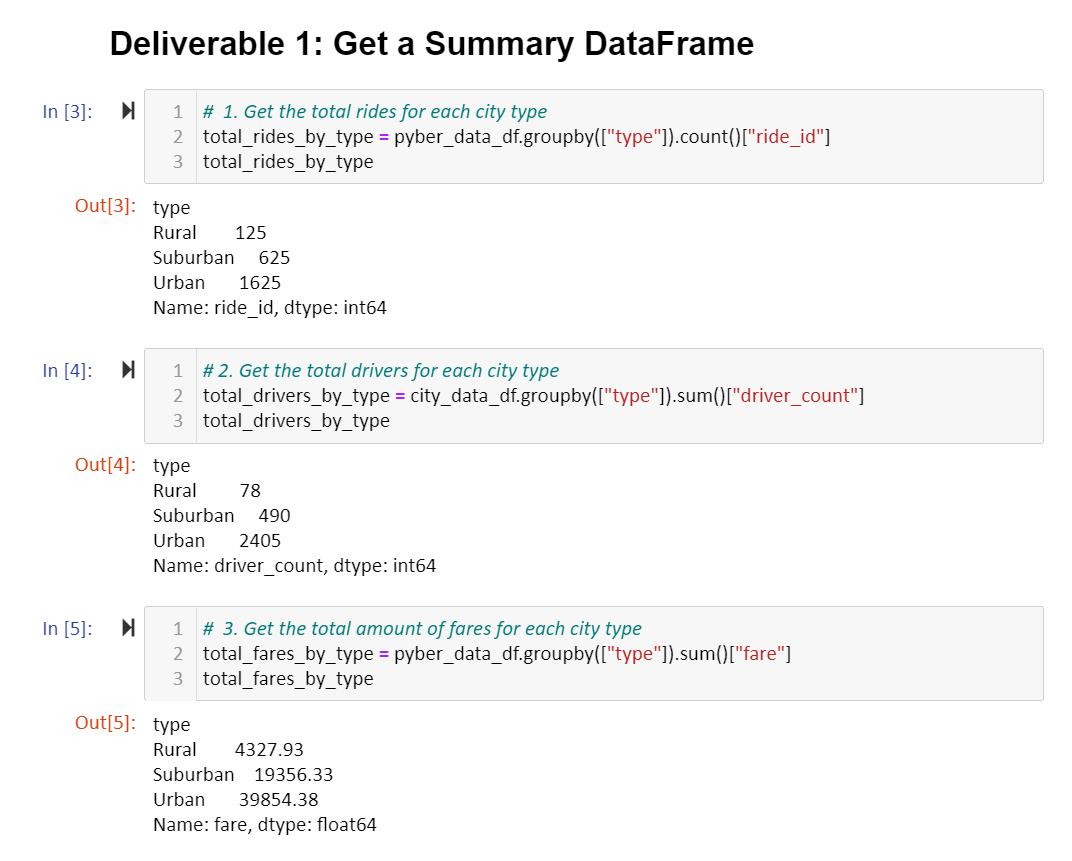 Deliverable 1: Get a Summary DataFrame
In [3]:
1 # 1. Get the total rides for each city type
2 total_rides_by_type = pyber_data_df.groupby(["type"]).count()["ride_id"]
3 total_rides_by_type
Out[3]: type
Rural 125
Suburban 625
Urban 1625
Name: ride_id, dtype: int64
In [4]:
1 # 2. Get the total drivers for each city type
2 total_drivers_by_type = city_data_df.groupby(["type"]).sum()["driver_count"]
3 total_drivers_by_type
Out[4]: type
Rural 78
Suburban 490
Urban 2405
Name: driver_count, dtype: int64
In [5]:
1 # 3. Get the total amount of fares for each city type
2 total_fares_by_type = pyber_data_df.groupby(["type"]).sum()["fare"]
3 total_fares_by_type
Out[5]: type
Rural 4327.93
Suburban 19356.33
Urban 39854.38
Name: fare, dtype: float64